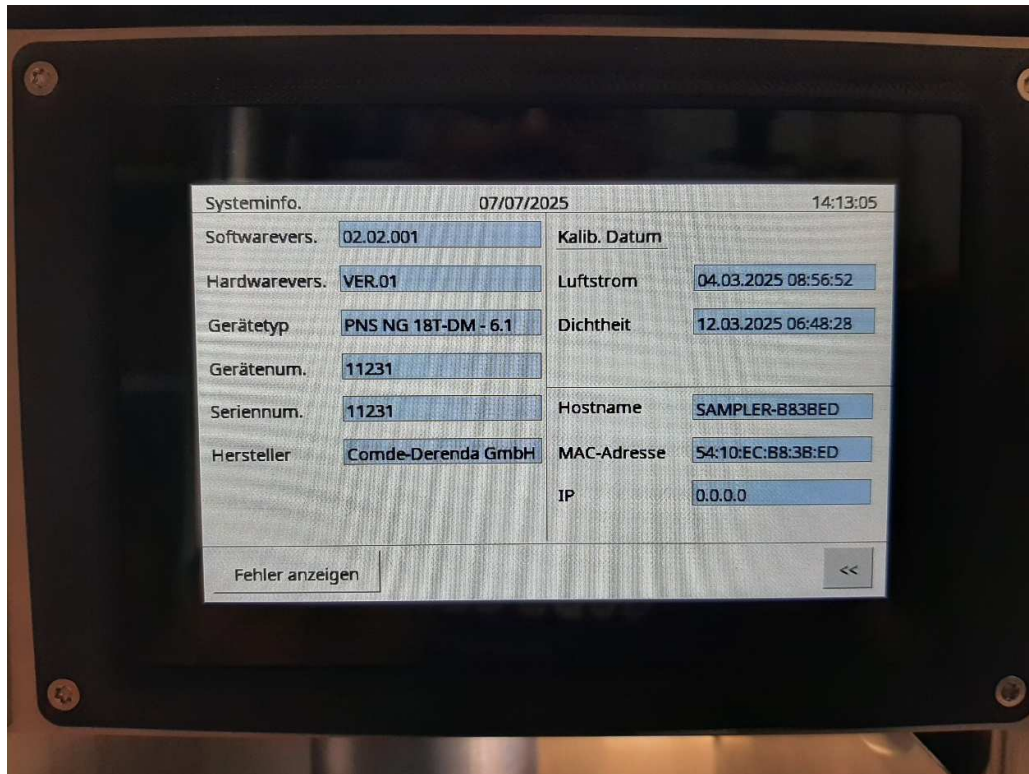 Systeminfo. 07/07/2025 14:13:05
Softwarevers. 02.02.001
Hardwarevers. VER.01
Gerätetyp PNS NG 18T-DM - 6.1
Gerätenum. 11231
Seriennum. 11231
Hersteller Comde-Derenda GmbH
Kalib. Datum
Luftstrom 04.03.2025 08:56:52
Dichtheit 12.03.2025 06:48:28
Hostname SAMPLER-B83BED
MAC-Adresse 54:10:EC:B8:3B:ED
IP 0.0.0.0
Fehler anzeigen <<